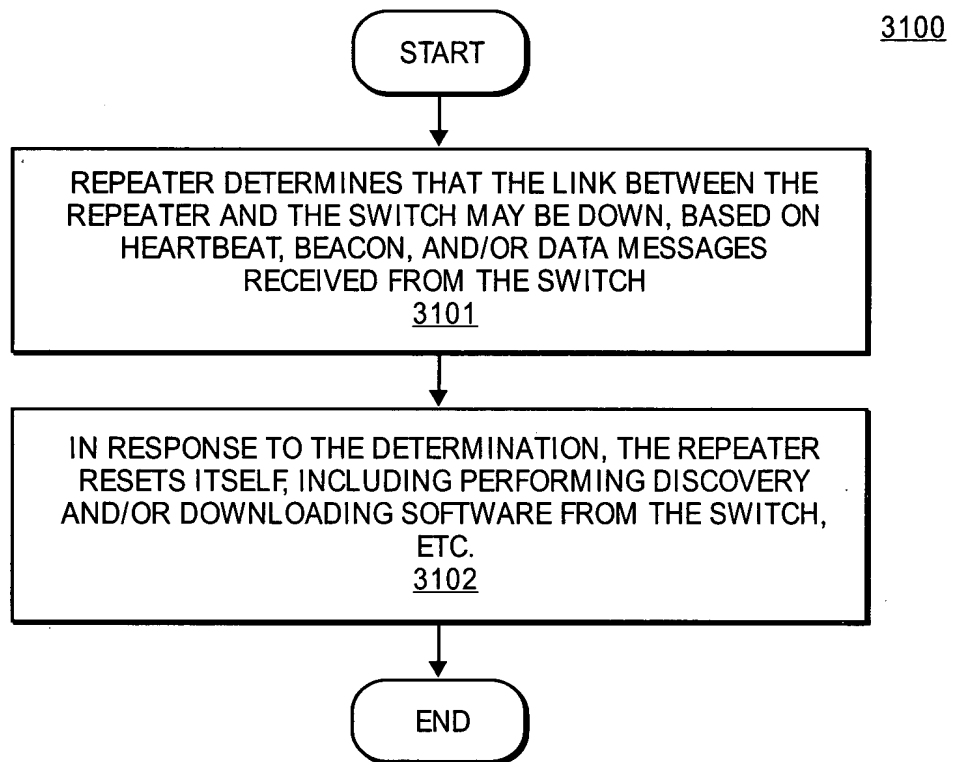 3100
START
REPEATER DETERMINES THAT THE LINK BETWEEN THE
REPEATER AND THE SWITCH MAY BE DOWN, BASED ON
HEARTBEAT, BEACON, AND/OR DATA MESSAGES
RECEIVED FROM THE SWITCH
3101
IN RESPONSE TO THE DETERMINATION, THE REPEATER
RESETS ITSELF, INCLUDING PERFORMING DISCOVERY
AND/OR DOWNLOADING SOFTWARE FROM THE SWITCH,
ETC.
3102
END